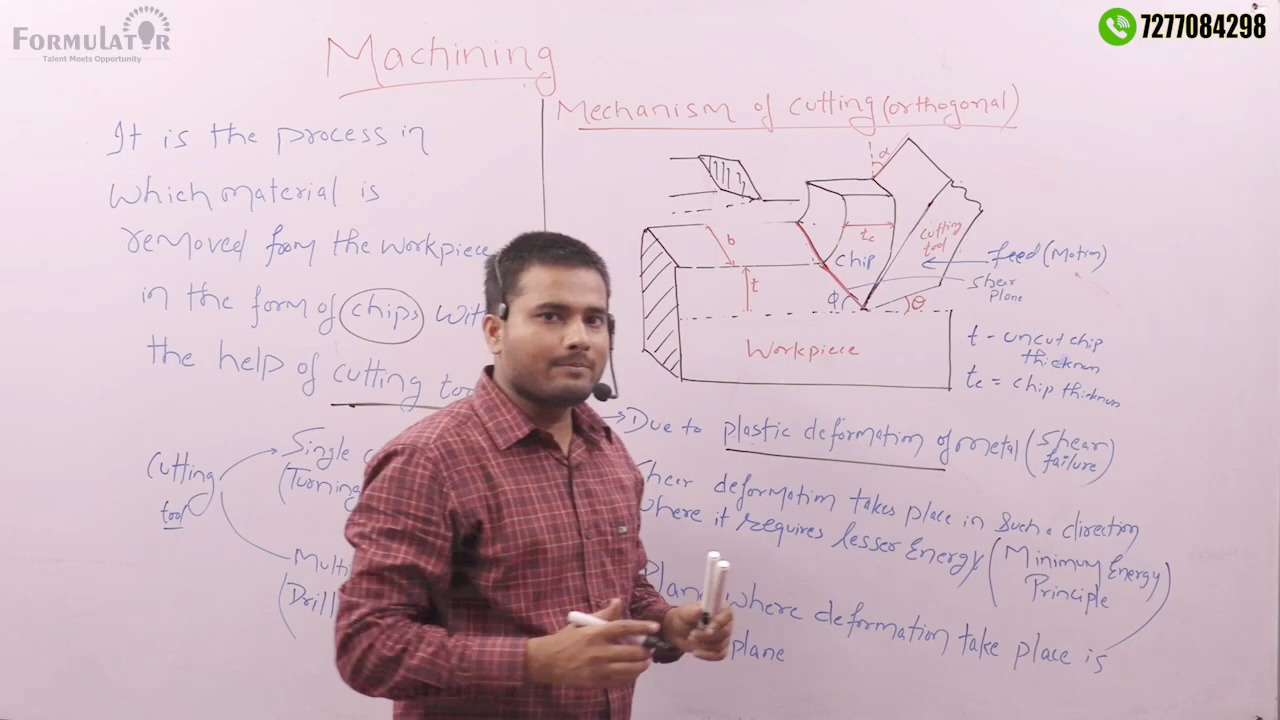 FORMULATOR
Talent Meets Opportunity
7277084298
Machining
It is the process in
which material is
removed from the workpiece
in the form of chips
the help of cutting
Cutting
tool
Single
(Turning
Multi
(Drill
Mechanism of cutting (orthogonal)
α
b
tc
cutting
tool
chip
t
φ
θ
feed (Motion)
shear
plane
Workpiece
t - uncut chip
thickness
tc = chip thickness
Due to plastic deformation of metal (shear
failure)
Shear deformation takes place in such a direction
where it requires lesser Energy (Minimum Energy
Principle)
Plane where deformation take place is
plane